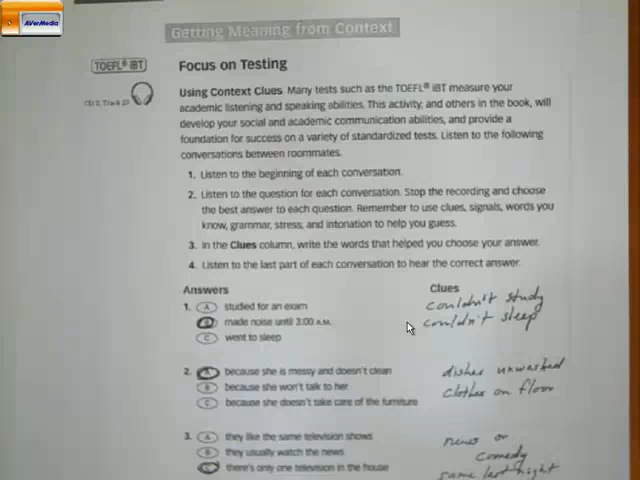 AVerMedia
Getting Meaning from Context
TOEFL® iBT
Focus on Testing
Using Context Clues Many tests such as the TOEFL® iBT measure your
academic listening and speaking abilities. This activity, and others in the book, will
develop your social and academic communication abilities, and provide a
foundation for success on a variety of standardized tests. Listen to the following
conversations between roommates.
1. Listen to the beginning of each conversation.
2. Listen to the question for each conversation. Stop the recording and choose
the best answer to each question. Remember to use clues, signals, words you
know, grammar, stress, and intonation to help you guess.
3. In the Clues column, write the words that helped you choose your answer.
4. Listen to the last part of each conversation to hear the correct answer.
Answers Clues
1. A studied for an exam couldn't study
B made noise until 3:00 A.M. couldn't sleep
C went to sleep
2. A because she is messy and doesn't clean dishes unwashed
B because she won't talk to her clothes on floor
C because she doesn't take care of the furniture
3. A they like the same television shows news or
B they usually watch the news comedy
C there's only one television in the house same last night